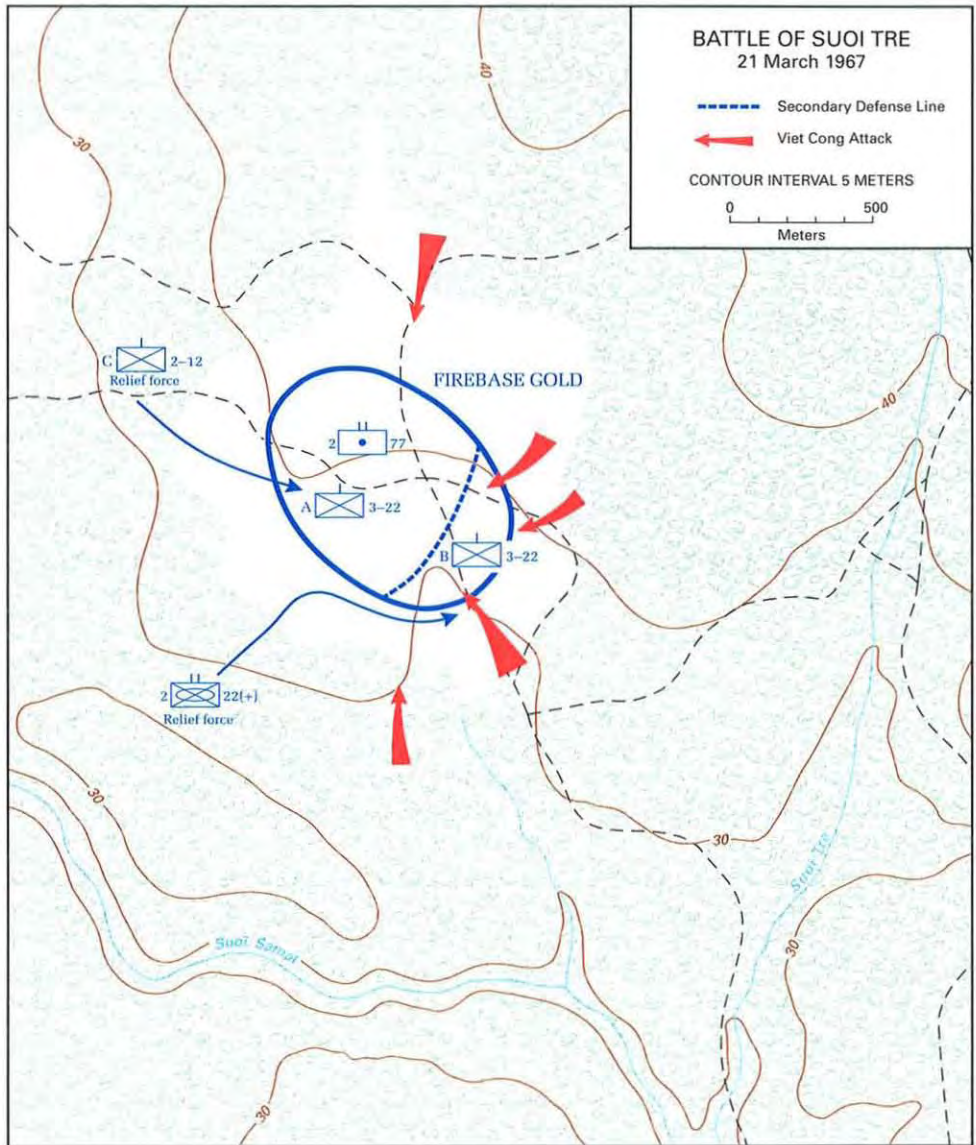 BATTLE OF SUOI TRE
21 March 1967
Secondary Defense Line
Viet Cong Attack
CONTOUR INTERVAL 5 METERS
0 500
Meters
40
30
C 2–12
Relief force
FIREBASE GOLD
2 77
40
A 3–22
B 3–22
2 22(+)
Relief force
30
30
Suoi Tre
Suoi Samat
30
30